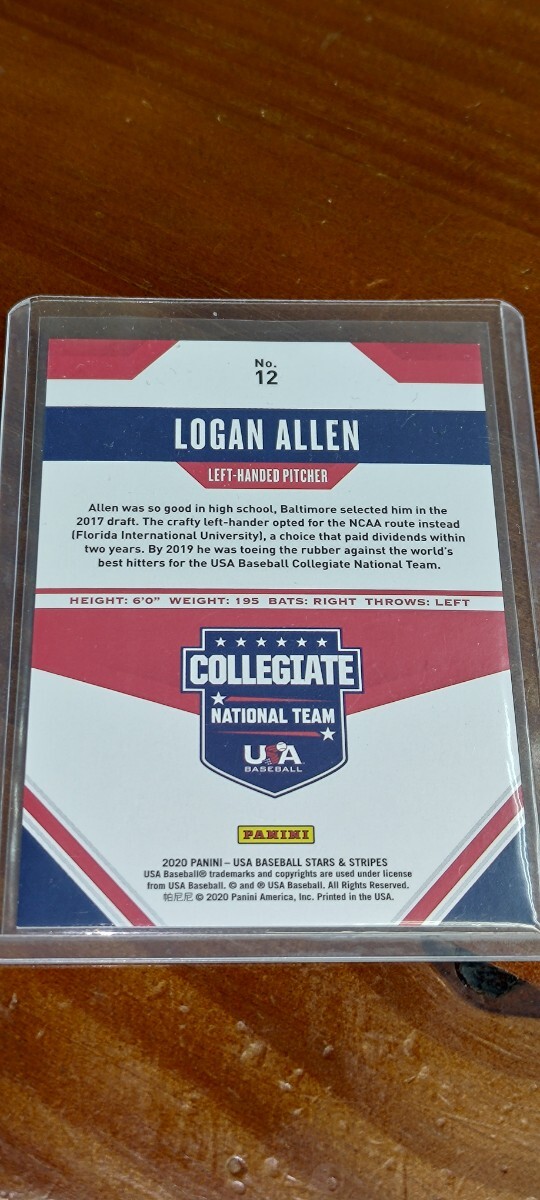 No.
12
LOGAN ALLEN
LEFT-HANDED PITCHER
Allen was so good in high school, Baltimore selected him in the
2017 draft. The crafty left-hander opted for the NCAA route instead
(Florida International University), a choice that paid dividends within
two years. By 2019 he was toeing the rubber against the world's
best hitters for the USA Baseball Collegiate National Team.
HEIGHT: 6'0" WEIGHT: 195 BATS: RIGHT THROWS: LEFT
COLLEGIATE
NATIONAL TEAM
USA
BASEBALL
PANINI
2020 PANINI – USA BASEBALL STARS & STRIPES
USA Baseball® trademarks and copyrights are used under license
from USA Baseball. © and ® USA Baseball. All Rights Reserved.
帕尼尼 © 2020 Panini America, Inc. Printed in the USA.